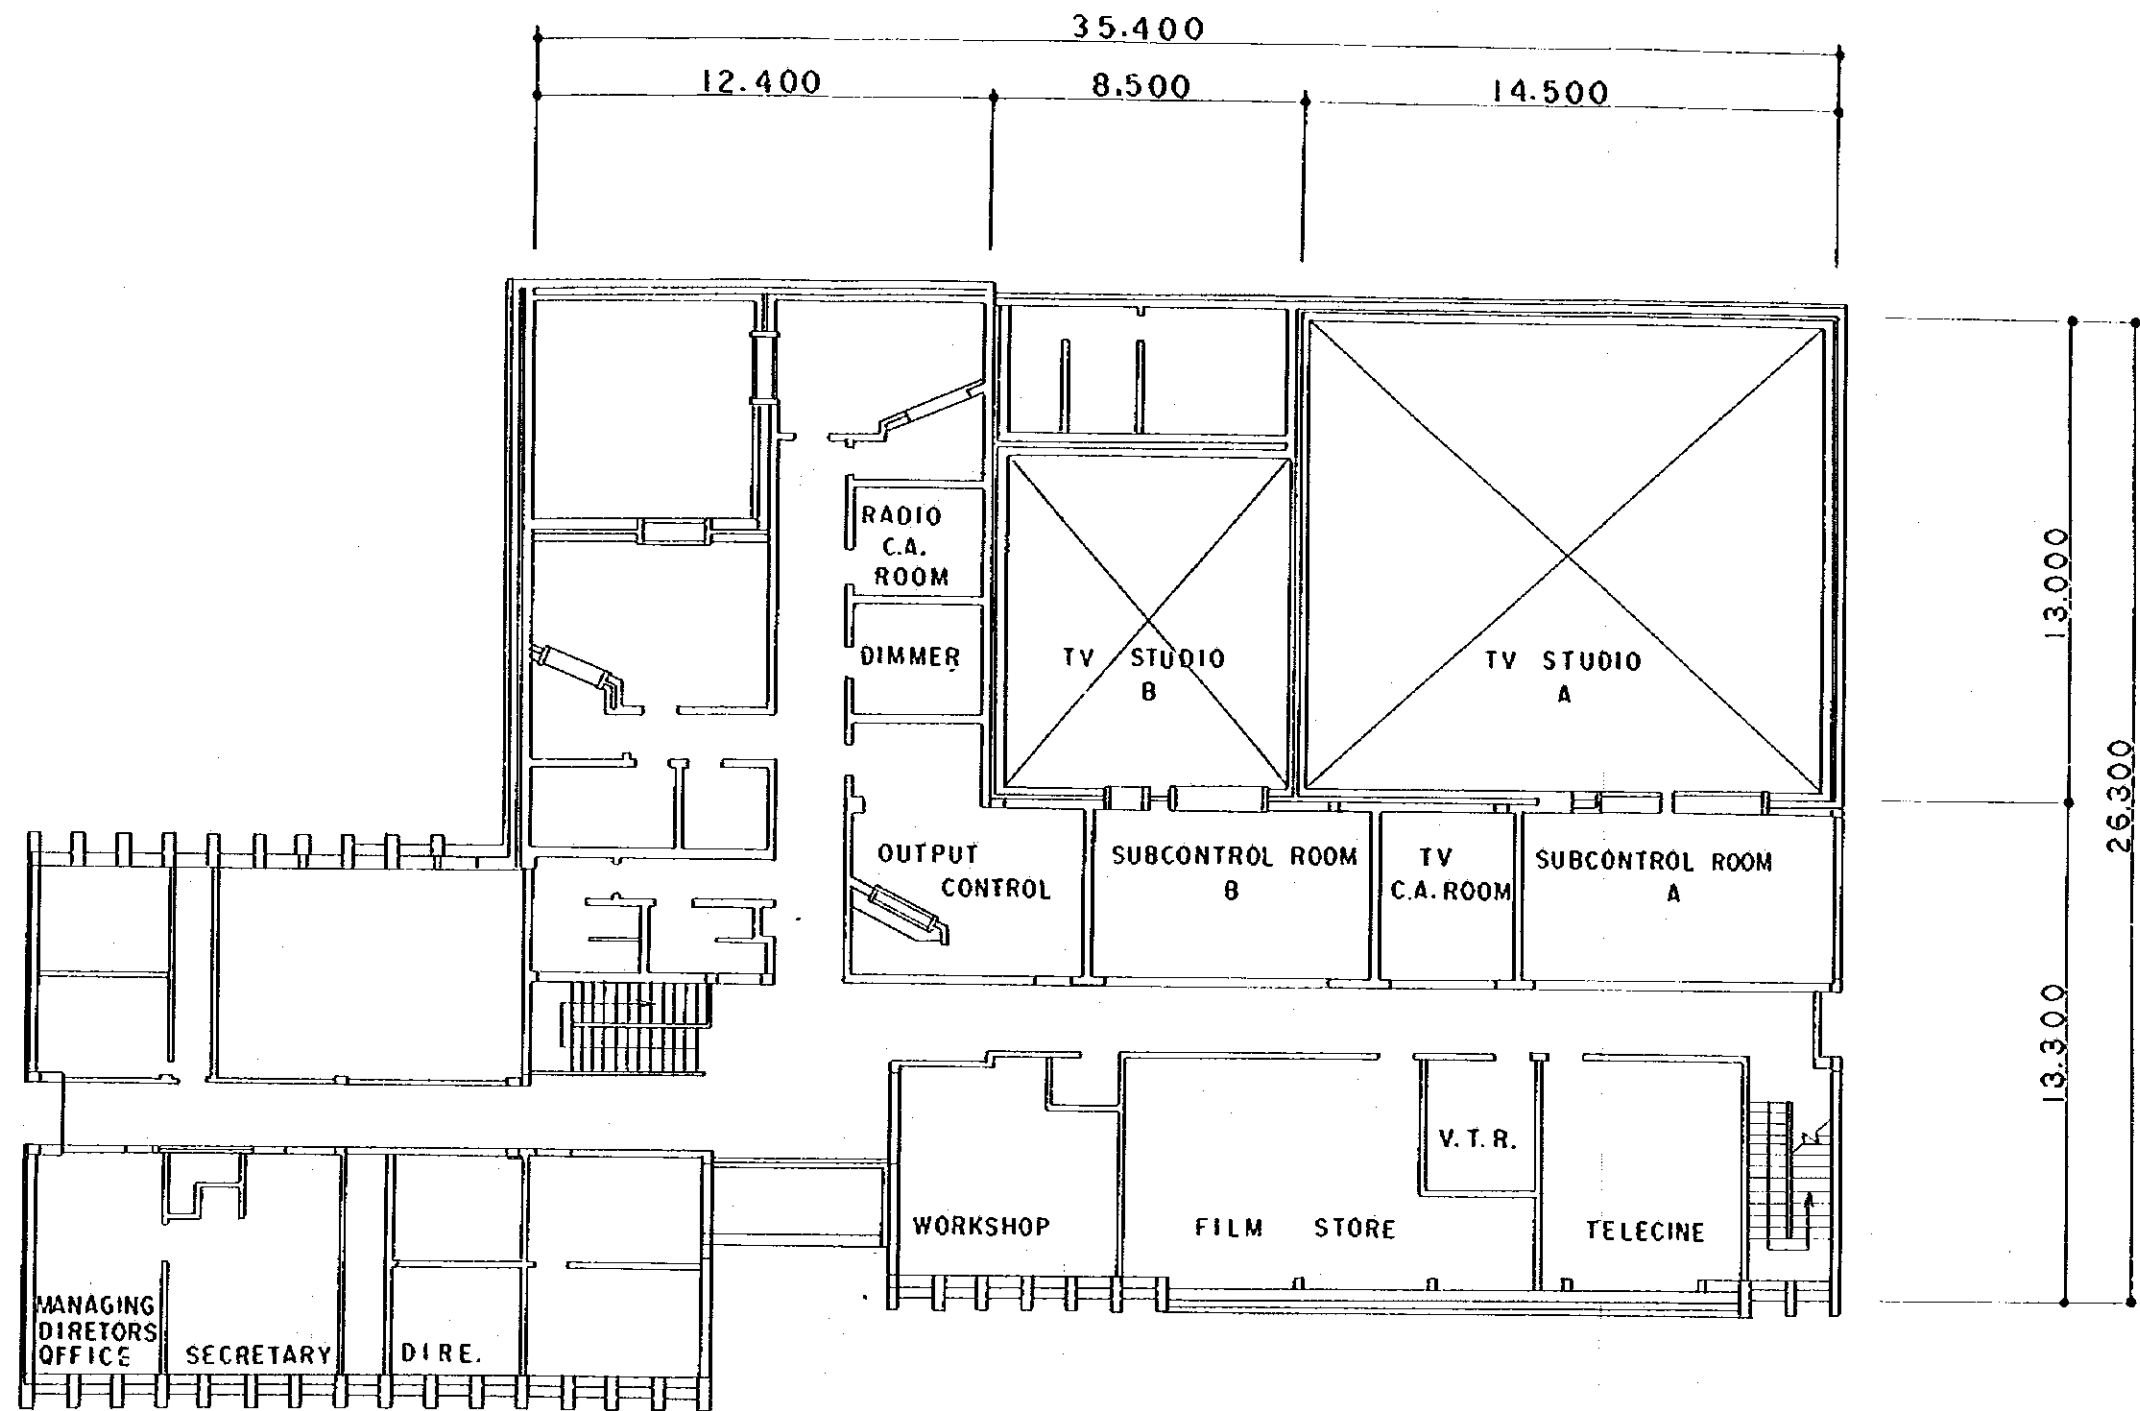 35.400
12.400
8.500
14.500
RADIO
C.A.
ROOM
DIMMER
TV STUDIO
B
TV STUDIO
A
13.000
26.300
13.300
OUTPUT
CONTROL
SUBCONTROL ROOM
B
TV
C.A. ROOM
SUBCONTROL ROOM
A
V.T.R.
WORKSHOP
FILM STORE
TELECINE
MANAGING
DIRETORS
OFFICE
SECRETARY
DIRE.